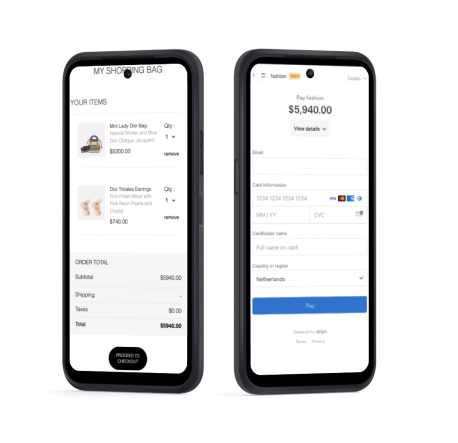 MY SHOPPING BAG
YOUR ITEMS
Mini Lady Dior Bag
Natural Wicker and Blue
Dior Oblique Jacquard
$5200.00
Qty :
1
remove
Dior Tribales Earrings
Pink-Finish Metal with
Pink Resin Pearls and
Crystal
$740.00
Qty :
1
remove
ORDER TOTAL
Subtotal $5940.00
Shipping -
Taxes $0.00
Total $5940.00
PROCEED TO
CHECKOUT
fashion TEST Details
Pay fashion
$5,940.00
View details
Email
Card information
1234 1234 1234 1234 VISA
MM / YY CVC
Cardholder name
Full name on card
Country or region
Netherlands
Pay
Powered by stripe
Terms Privacy